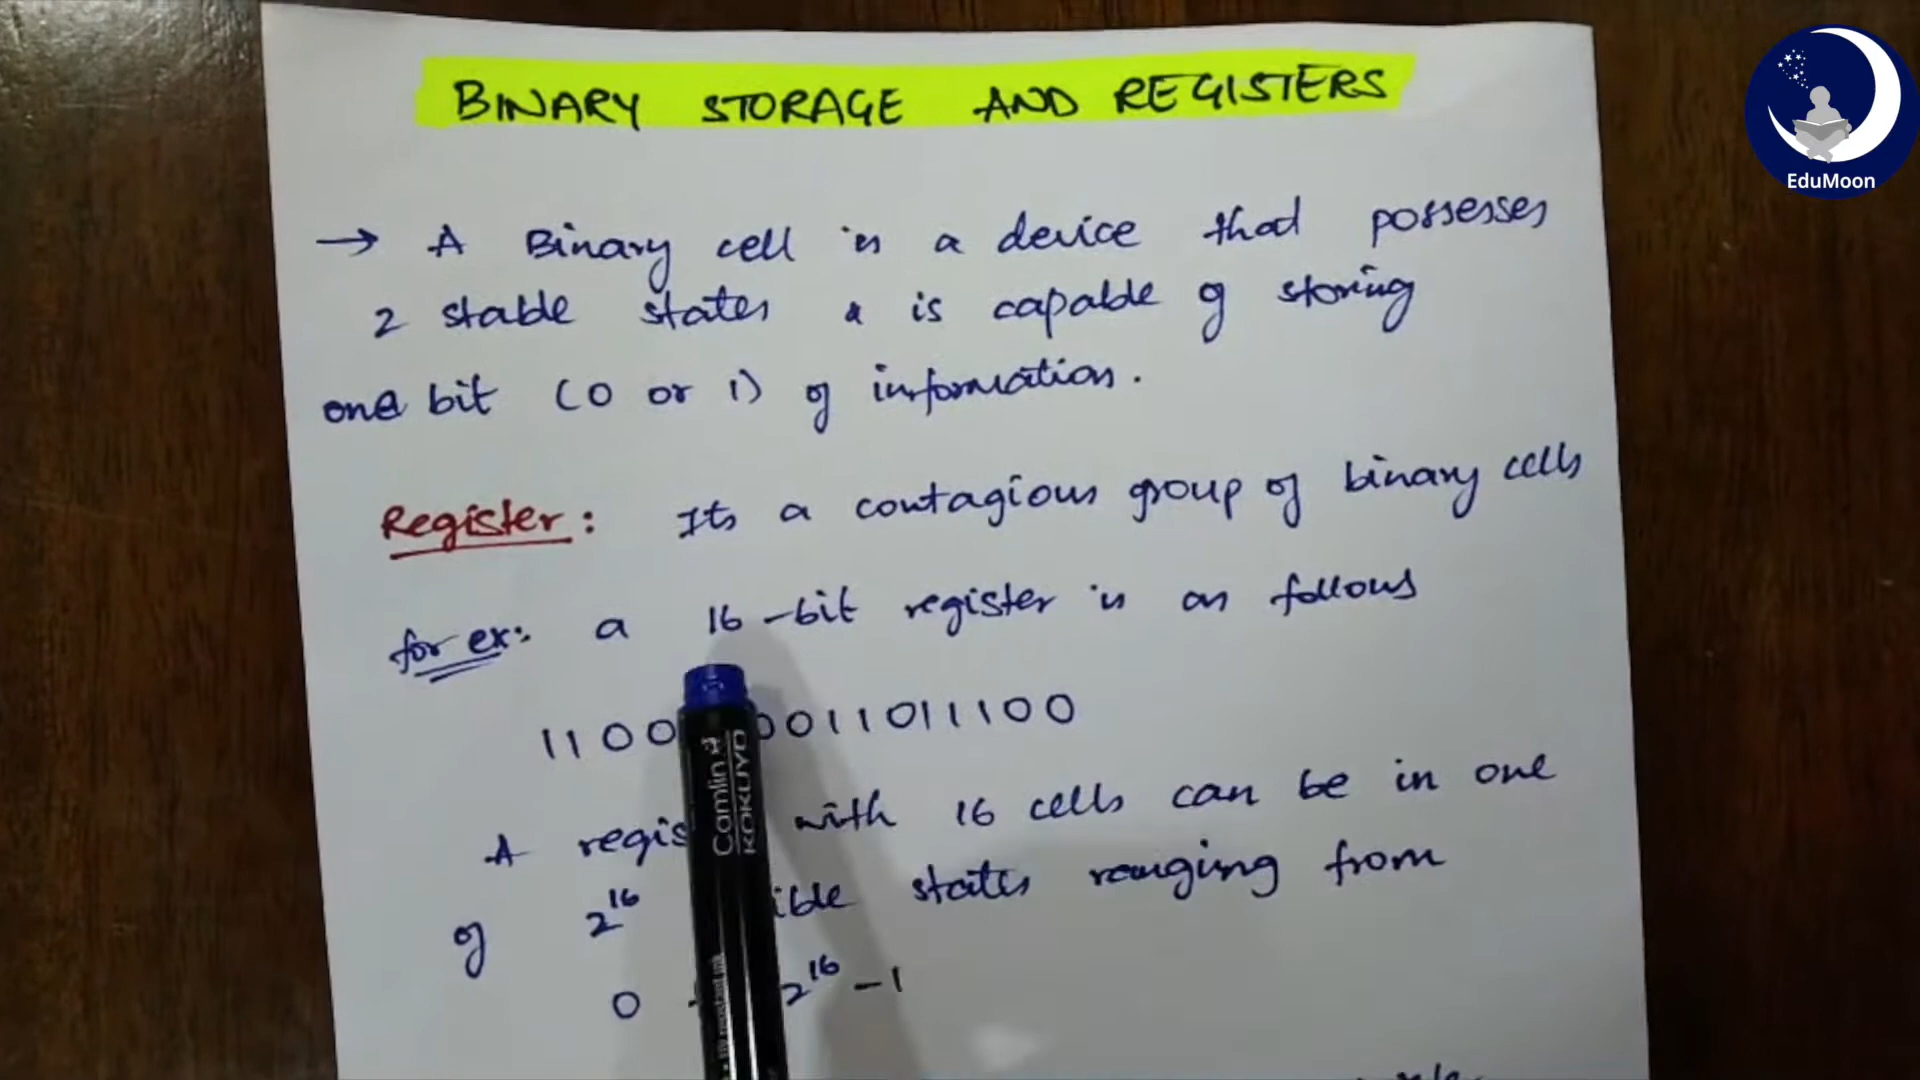 BINARY STORAGE AND REGISTERS
EduMoon
→ A Binary cell is a device that possesses
2 stable states & is capable of storing
one bit (0 or 1) of information.
Register: Its a contagious group of binary cells
for ex: a 16-bit register is as follows
1100 0011011100
A regis with 16 cells can be in one
of 2^16 ible states ranging from
0 2^16 - 1
Camlin
KOKUYO